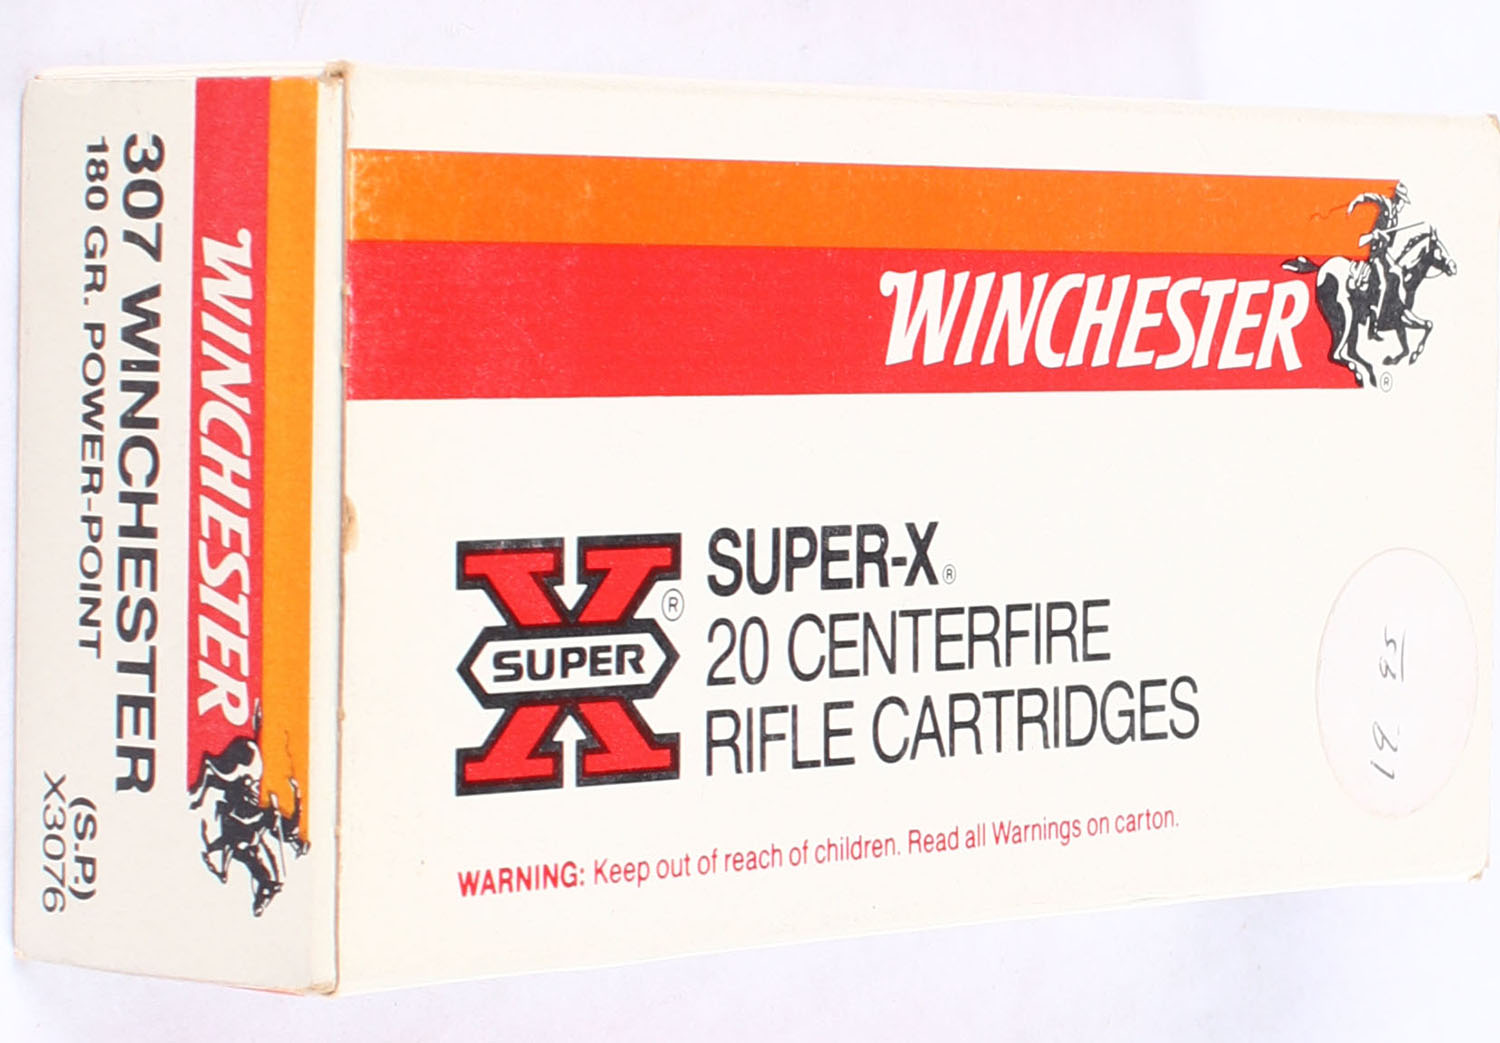 WINCHESTER
®
SUPER
®
SUPER-X®
20 CENTERFIRE
RIFLE CARTRIDGES
WARNING: Keep out of reach of children. Read all Warnings on carton.
WINCHESTER
307 WINCHESTER
180 GR. POWER-POINT
(S.P.)
X3076